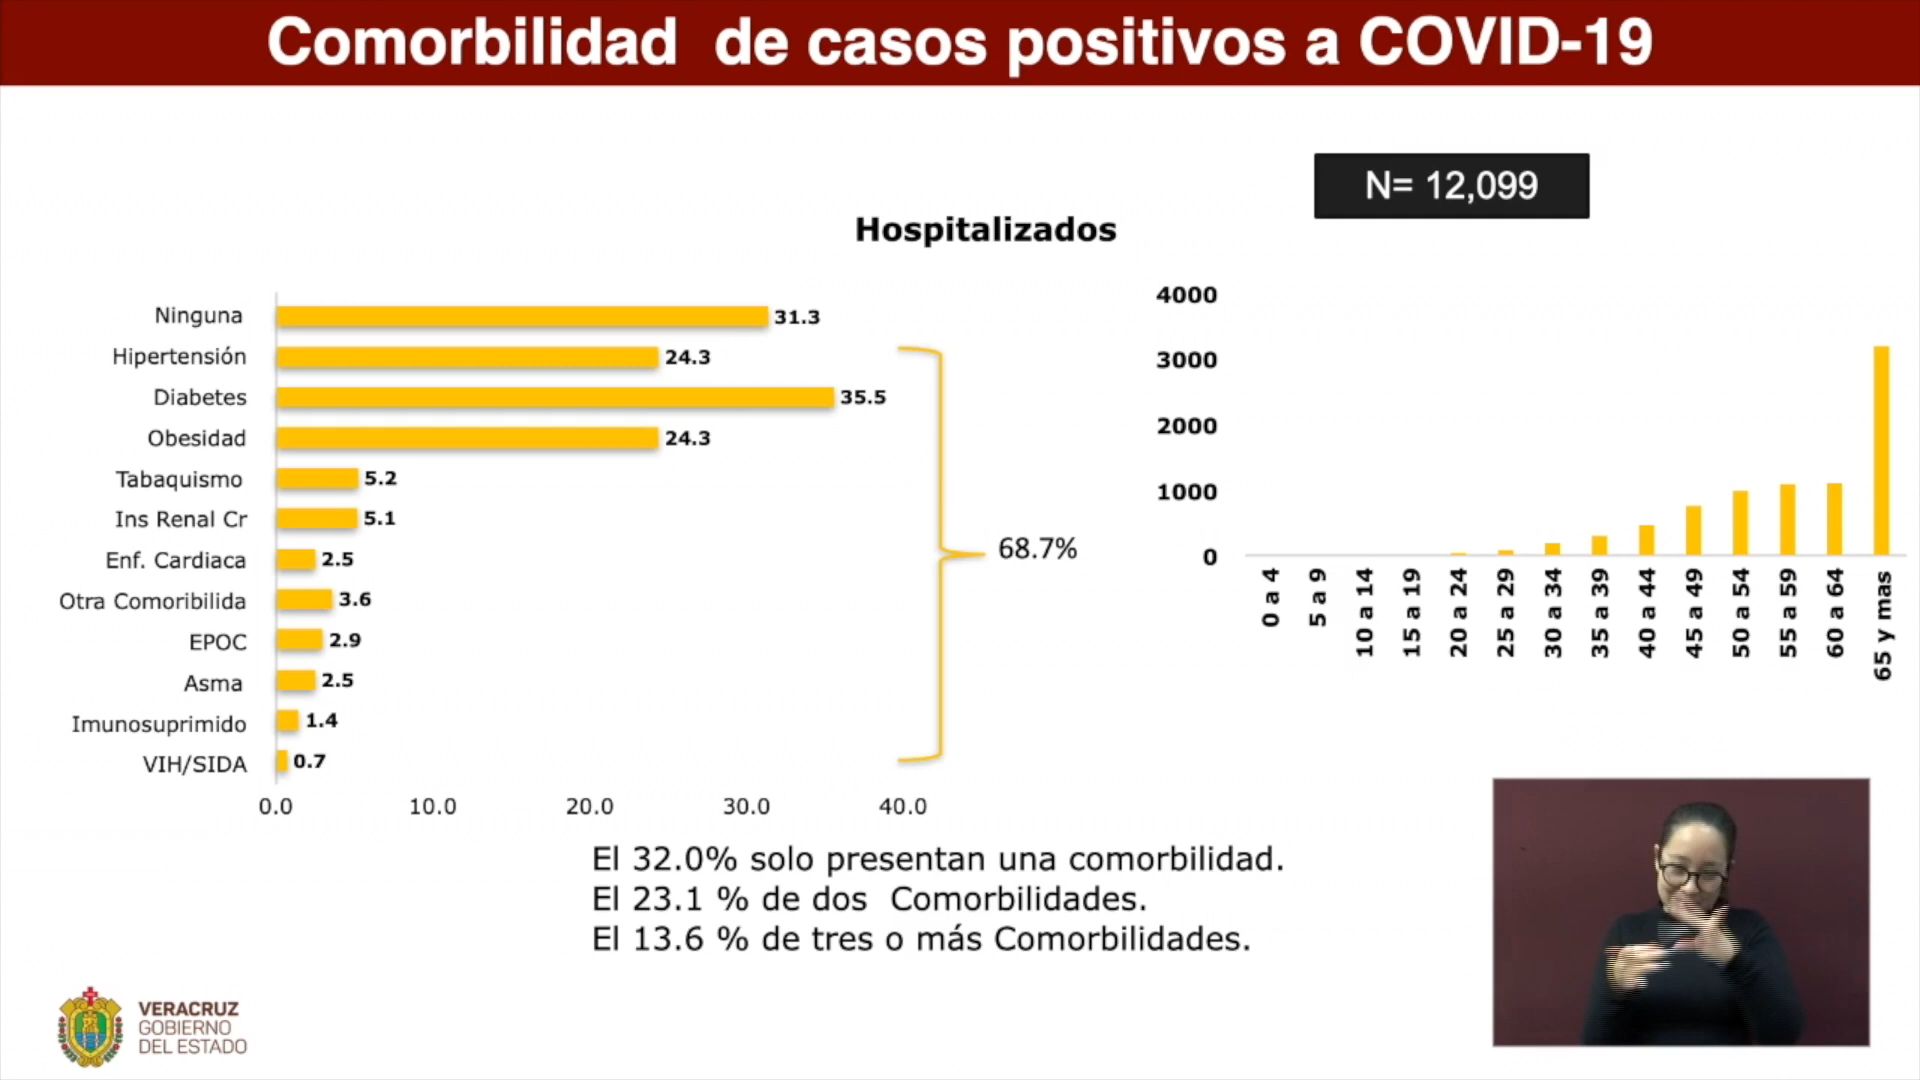 Comorbilidad de casos positivos a COVID-19
N= 12,099
Hospitalizados
Ninguna 31.3
Hipertensión 24.3
Diabetes 35.5
Obesidad 24.3
Tabaquismo 5.2
Ins Renal Cr 5.1
Enf. Cardiaca 2.5
Otra Comoribilida 3.6
EPOC 2.9
Asma 2.5
Imunosuprimido 1.4
VIH/SIDA 0.7
0.0 10.0 20.0 30.0 40.0
68.7%
4000
3000
2000
1000
0
0 a 4
5 a 9
10 a 14
15 a 19
20 a 24
25 a 29
30 a 34
35 a 39
40 a 44
45 a 49
50 a 54
55 a 59
60 a 64
65 y mas
El 32.0% solo presentan una comorbilidad.
El 23.1 % de dos Comorbilidades.
El 13.6 % de tres o más Comorbilidades.
VERACRUZ
GOBIERNO
DEL ESTADO